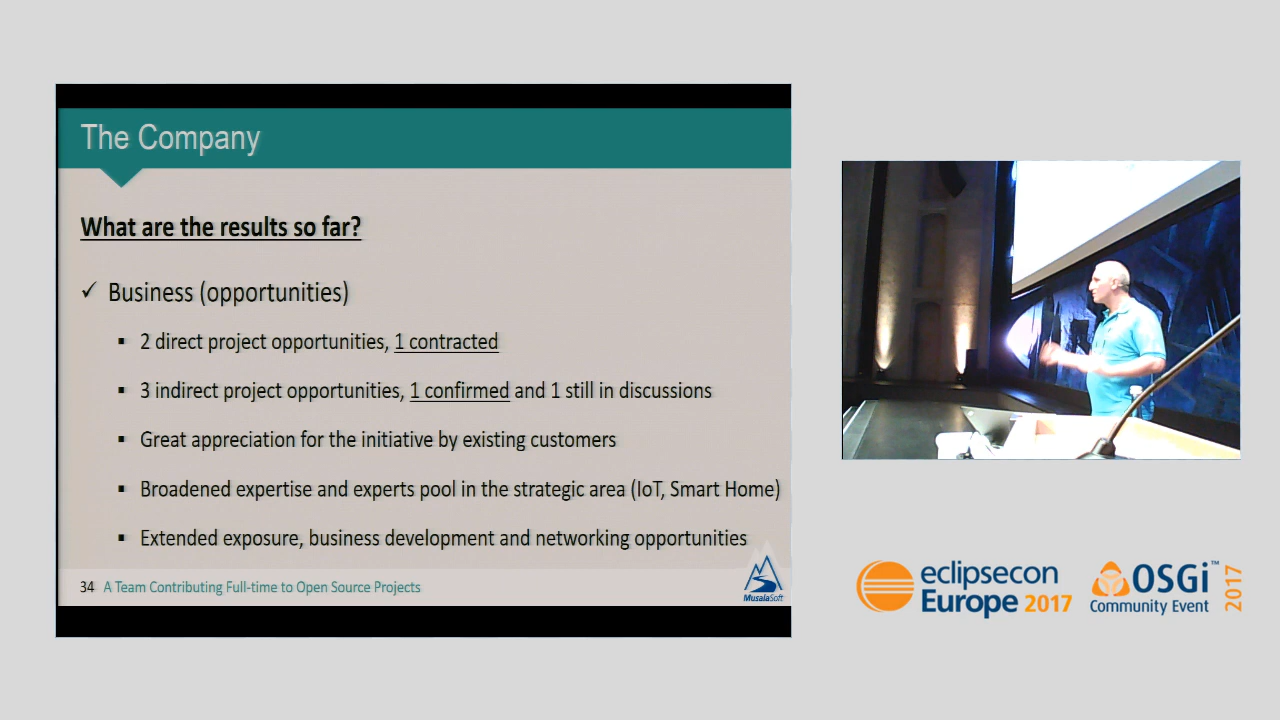 The Company
What are the results so far?
✓ Business (opportunities)
▪ 2 direct project opportunities, 1 contracted
▪ 3 indirect project opportunities, 1 confirmed and 1 still in discussions
▪ Great appreciation for the initiative by existing customers
▪ Broadened expertise and experts pool in the strategic area (IoT, Smart Home)
▪ Extended exposure, business development and networking opportunities
34 A Team Contributing Full-time to Open Source Projects
MusalaSoft
eclipsecon
Europe 2017
OSGi™
Community Event
2017